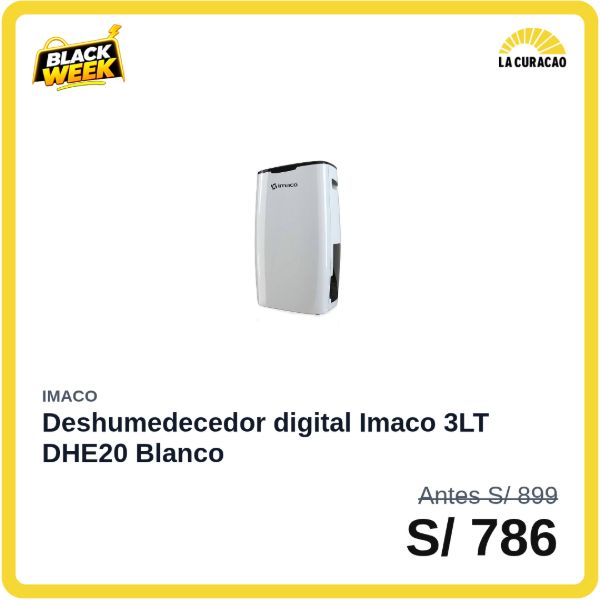 BLACK
WEEK
LA CURACAO
imaco
IMACO
Deshumedecedor digital Imaco 3LT
DHE20 Blanco
Antes S/ 899
S/ 786